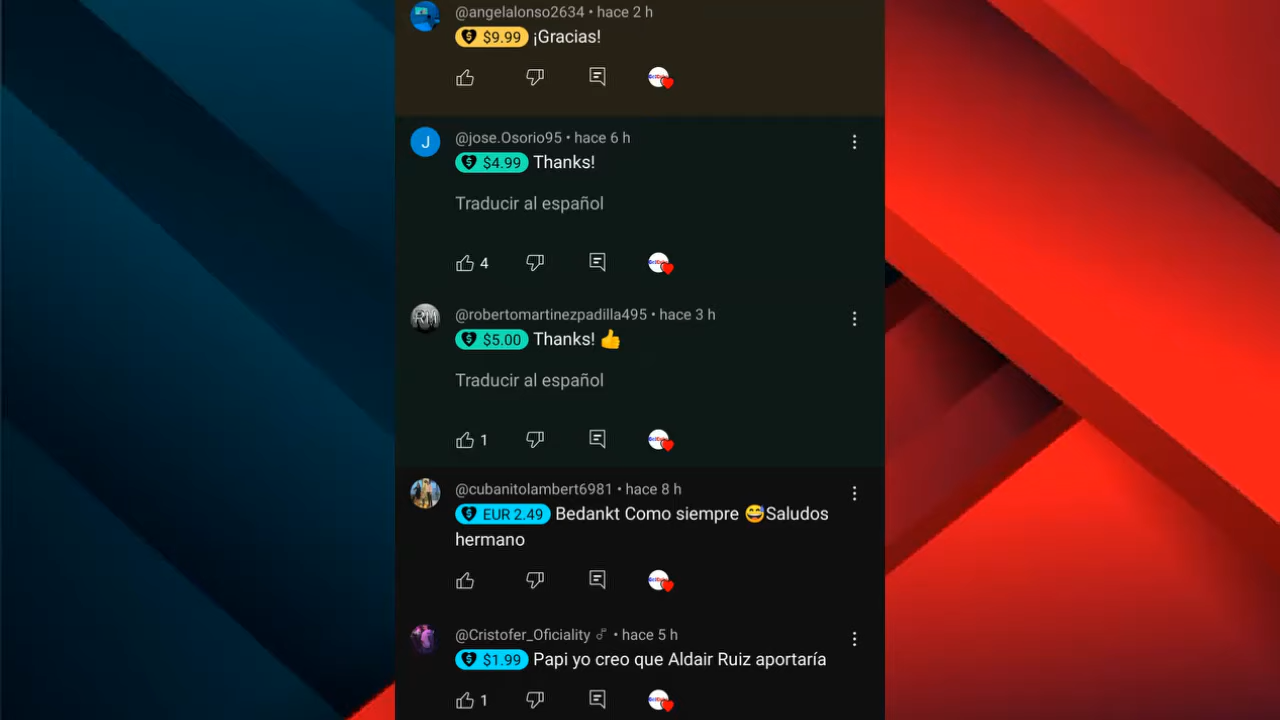 @angelalonso2634 • hace 2 h
$9.99 ¡Gracias!
@jose.Osorio95 • hace 6 h
J
$4.99 Thanks!
Traducir al español
4
@robertomartinezpadilla495 • hace 3 h
RM
$5.00 Thanks! 👍
Traducir al español
1
@cubanitolambert6981 • hace 8 h
EUR 2.49 Bedankt Como siempre 😅Saludos
hermano
@Cristofer_Oficiality • hace 5 h
$1.99 Papi yo creo que Aldair Ruiz aportaría
1